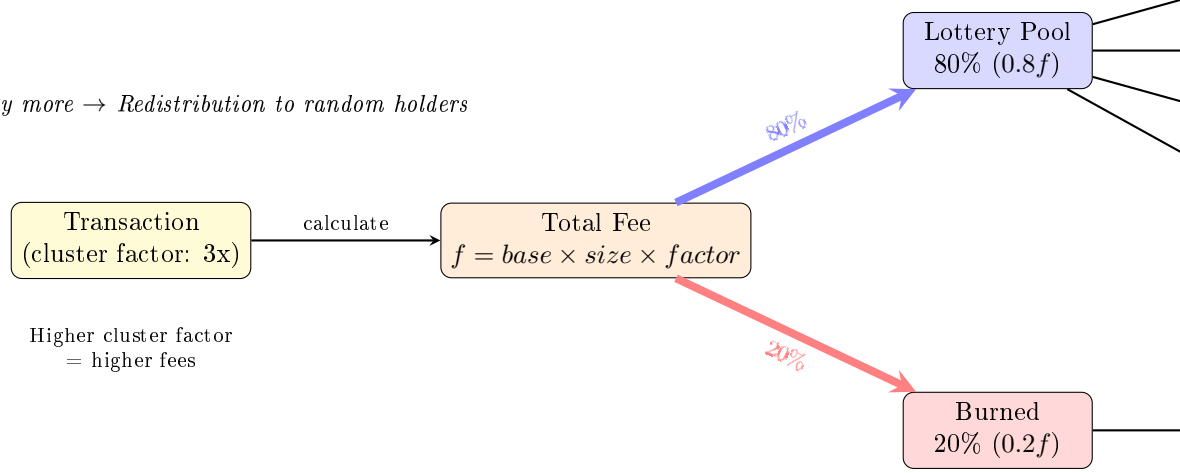 Lottery Pool
80% (0.8f)
y more → Redistribution to random holders
80%
Transaction
(cluster factor: 3x)
calculate
Total Fee
f = base × size × factor
Higher cluster factor
= higher fees
20%
Burned
20% (0.2f)